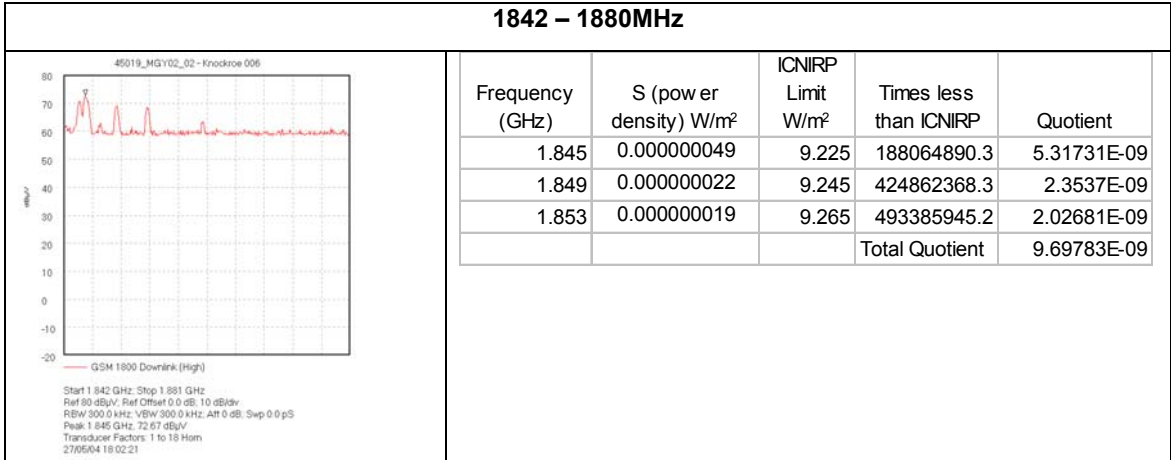 1842 – 1880MHz
45019_MGY02_02 - Knockroe 006
80
70
60
50
40
30
20
10
0
-10
-20
dBµV
GSM 1800 Downlink (High)
Start 1.842 GHz; Stop 1.881 GHz
Ref 80 dBµV; Ref Offset 0.0 dB; 10 dB/div
RBW 300.0 kHz; VBW 300.0 kHz; Att 0 dB; Swp 0.0 pS
Peak 1.845 GHz, 72.67 dBµV
Transducer Factors: 1 to 18 Horn
27/05/04 18:02:21
Frequency (GHz) S (pow er density) W/m² ICNIRP Limit W/m² Times less than ICNIRP Quotient
1.845 0.000000049 9.225 188064890.3 5.31731E-09
1.849 0.000000022 9.245 424862368.3 2.3537E-09
1.853 0.000000019 9.265 493385945.2 2.02681E-09
Total Quotient 9.69783E-09